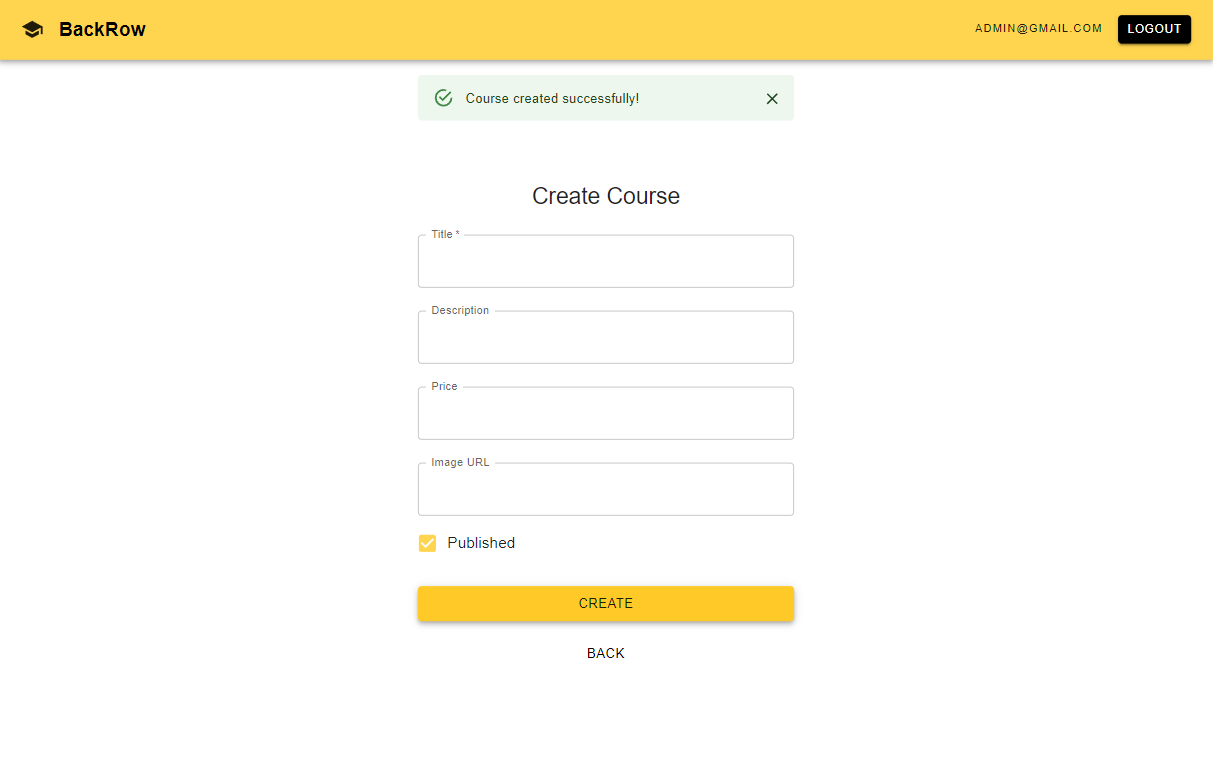 BackRow
ADMIN@GMAIL.COM
LOGOUT
Course created successfully!
Create Course
Title *
Description
Price
Image URL
Published
CREATE
BACK